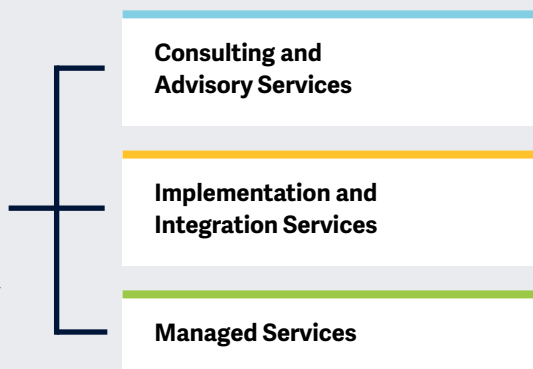 Consulting and
Advisory Services
Implementation and
Integration Services
Managed Services